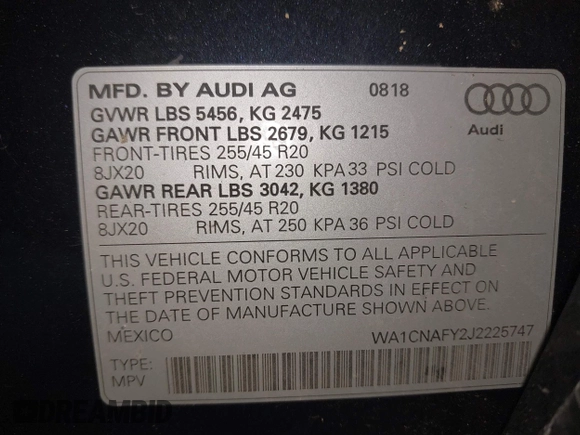 MFD. BY AUDI AG 0818
GVWR LBS 5456, KG 2475
GAWR FRONT LBS 2679, KG 1215
FRONT-TIRES 255/45 R20
8JX20 RIMS, AT 230 KPA33 PSI COLD
GAWR REAR LBS 3042, KG 1380
REAR-TIRES 255/45 R20
8JX20 RIMS, AT 250 KPA 36 PSI COLD
Audi
THIS VEHICLE CONFORMS TO ALL APPLICABLE
U.S. FEDERAL MOTOR VEHICLE SAFETY AND
THEFT PREVENTION STANDARDS IN EFFECT ON
THE DATE OF MANUFACTURE SHOWN ABOVE.
MEXICO WA1CNAFY2J2225747
TYPE:
MPV
DREAMBID